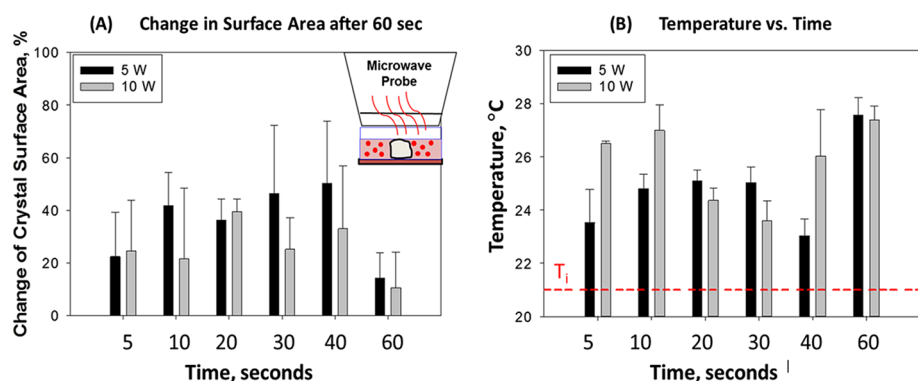 (A) Change in Surface Area after 60 sec
Change of Crystal Surface Area, %
100
80
60
40
20
0
5 W
10 W
Microwave
Probe
5 10 20 30 40 60
Time, seconds
(B) Temperature vs. Time
Temperature, °C
30
28
26
24
22
20
5 W
10 W
Ti
5 10 20 30 40 60
Time, seconds